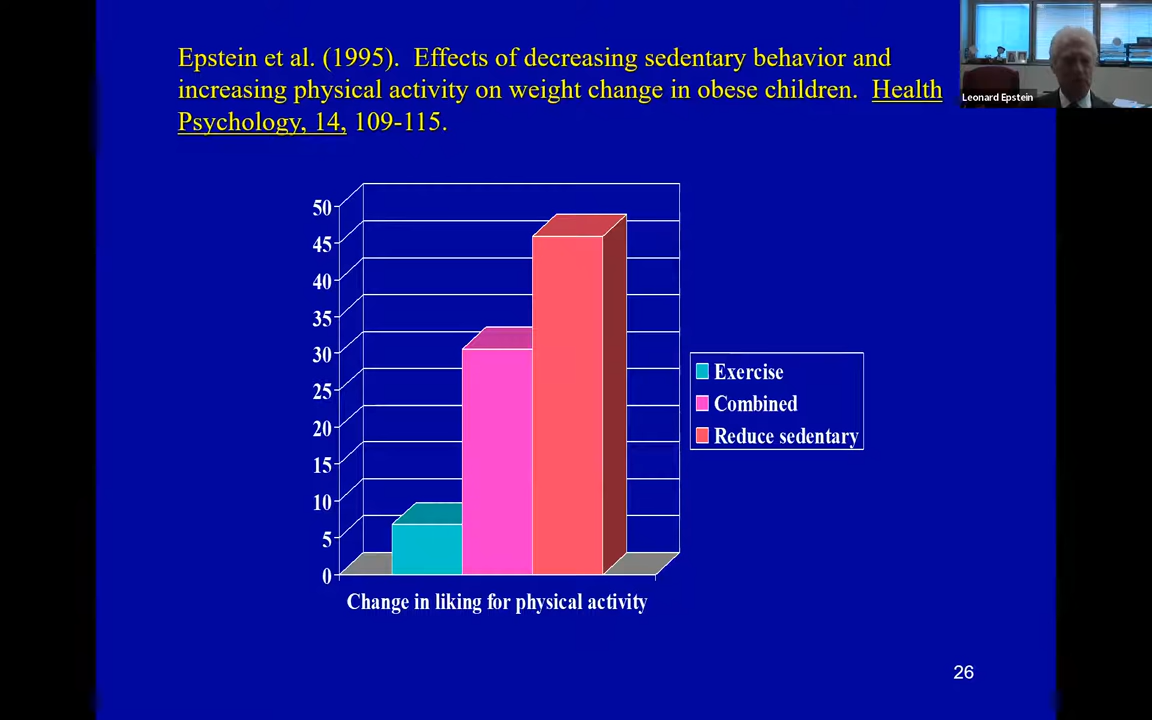 Epstein et al. (1995).  Effects of decreasing sedentary behavior and
increasing physical activity on weight change in obese children.  Health
Psychology, 14, 109-115.
Leonard Epstein
50
45
40
35
30
25
20
15
10
5
0
Exercise
Combined
Reduce sedentary
Change in liking for physical activity
26